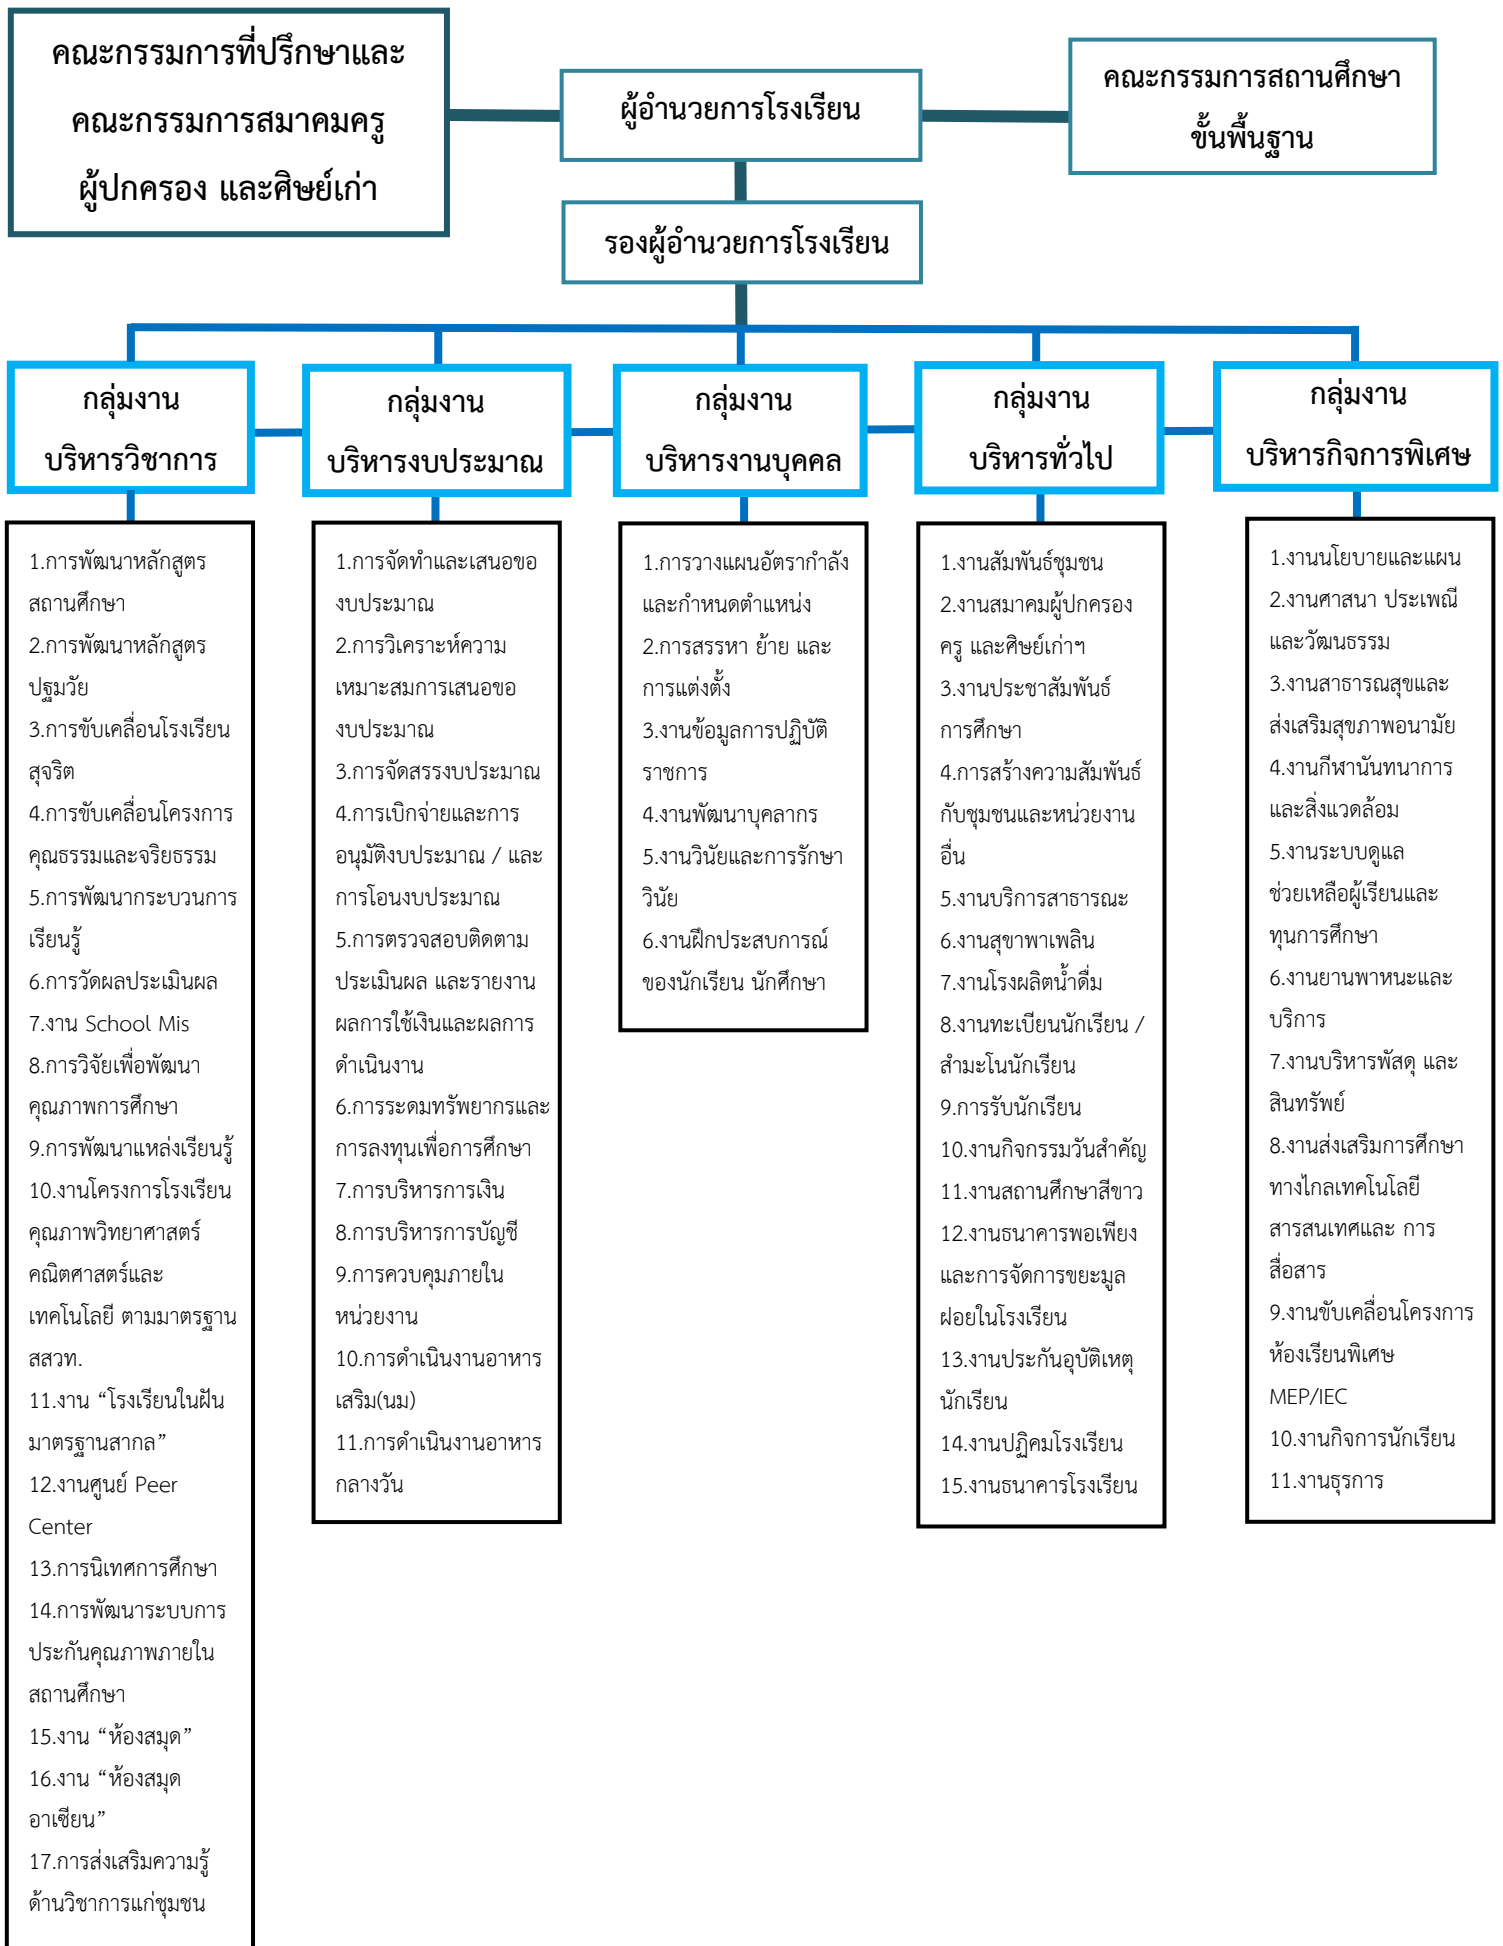 คณะกรรมการที่ปรึกษาและ
คณะกรรมการสมาคมครู
ผู้ปกครอง และศิษย์เก่า
ผู้อำนวยการโรงเรียน
คณะกรรมการสถานศึกษา
ขั้นพื้นฐาน
รองผู้อำนวยการโรงเรียน
กลุ่มงาน
บริหารวิชาการ
กลุ่มงาน
บริหารงบประมาณ
กลุ่มงาน
บริหารงานบุคคล
กลุ่มงาน
บริหารทั่วไป
กลุ่มงาน
บริหารกิจการพิเศษ
1.การพัฒนาหลักสูตร
สถานศึกษา
2.การพัฒนาหลักสูตร
ปฐมวัย
3.การขับเคลื่อนโรงเรียน
สุจริต
4.การขับเคลื่อนโครงการ
คุณธรรมและจริยธรรม
5.การพัฒนากระบวนการ
เรียนรู้
6.การวัดผลประเมินผล
7.งาน School Mis
8.การวิจัยเพื่อพัฒนา
คุณภาพการศึกษา
9.การพัฒนาแหล่งเรียนรู้
10.งานโครงการโรงเรียน
คุณภาพวิทยาศาสตร์
คณิตศาสตร์และ
เทคโนโลยี ตามมาตรฐาน
สสวท.
11.งาน “โรงเรียนในฝัน
มาตรฐานสากล”
12.งานศูนย์ Peer
Center
13.การนิเทศการศึกษา
14.การพัฒนาระบบการ
ประกันคุณภาพภายใน
สถานศึกษา
15.งาน “ห้องสมุด”
16.งาน “ห้องสมุด
อาเซียน”
17.การส่งเสริมความรู้
ด้านวิชาการแก่ชุมชน
1.การจัดทำและเสนอขอ
งบประมาณ
2.การวิเคราะห์ความ
เหมาะสมการเสนอขอ
งบประมาณ
3.การจัดสรรงบประมาณ
4.การเบิกจ่ายและการ
อนุมัติงบประมาณ / และ
การโอนงบประมาณ
5.การตรวจสอบติดตาม
ประเมินผล และรายงาน
ผลการใช้เงินและผลการ
ดำเนินงาน
6.การระดมทรัพยากรและ
การลงทุนเพื่อการศึกษา
7.การบริหารการเงิน
8.การบริหารการบัญชี
9.การควบคุมภายใน
หน่วยงาน
10.การดำเนินงานอาหาร
เสริม(นม)
11.การดำเนินงานอาหาร
กลางวัน
1.การวางแผนอัตรากำลัง
และกำหนดตำแหน่ง
2.การสรรหา ย้าย และ
การแต่งตั้ง
3.งานข้อมูลการปฏิบัติ
ราชการ
4.งานพัฒนาบุคลากร
5.งานวินัยและการรักษา
วินัย
6.งานฝึกประสบการณ์
ของนักเรียน นักศึกษา
1.งานสัมพันธ์ชุมชน
2.งานสมาคมผู้ปกครอง
ครู และศิษย์เก่าฯ
3.งานประชาสัมพันธ์
การศึกษา
4.การสร้างความสัมพันธ์
กับชุมชนและหน่วยงาน
อื่น
5.งานบริการสาธารณะ
6.งานสุขาพาเพลิน
7.งานโรงผลิตน้ำดื่ม
8.งานทะเบียนนักเรียน /
สำมะโนนักเรียน
9.การรับนักเรียน
10.งานกิจกรรมวันสำคัญ
11.งานสถานศึกษาสีขาว
12.งานธนาคารพอเพียง
และการจัดการขยะมูล
ฝอยในโรงเรียน
13.งานประกันอุบัติเหตุ
นักเรียน
14.งานปฏิคมโรงเรียน
15.งานธนาคารโรงเรียน
1.งานนโยบายและแผน
2.งานศาสนา ประเพณี
และวัฒนธรรม
3.งานสาธารณสุขและ
ส่งเสริมสุขภาพอนามัย
4.งานกีฬานันทนาการ
และสิ่งแวดล้อม
5.งานระบบดูแล
ช่วยเหลือผู้เรียนและ
ทุนการศึกษา
6.งานยานพาหนะและ
บริการ
7.งานบริหารพัสดุ และ
สินทรัพย์
8.งานส่งเสริมการศึกษา
ทางไกลเทคโนโลยี
สารสนเทศและ การ
สื่อสาร
9.งานขับเคลื่อนโครงการ
ห้องเรียนพิเศษ
MEP/IEC
10.งานกิจการนักเรียน
11.งานธุรการ